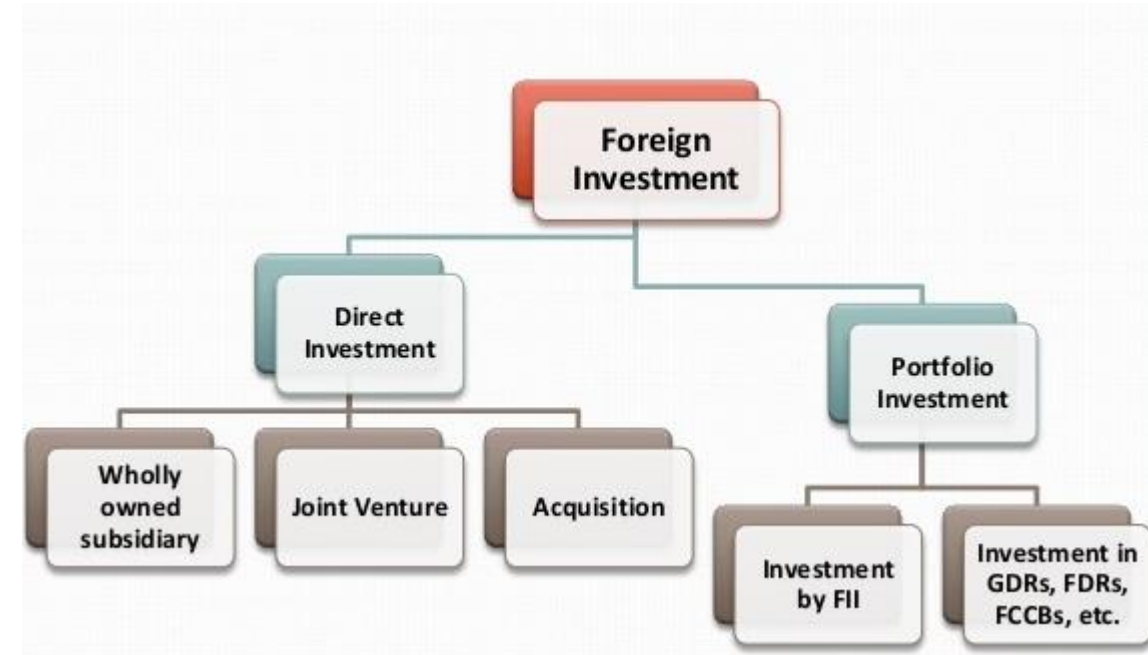 Foreign
Investment
Direct
Investment
Portfolio
Investment
Wholly
owned
subsidiary
Joint Venture
Acquisition
Investment
by FII
Investment in
GDRs, FDRs,
FCCBs, etc.